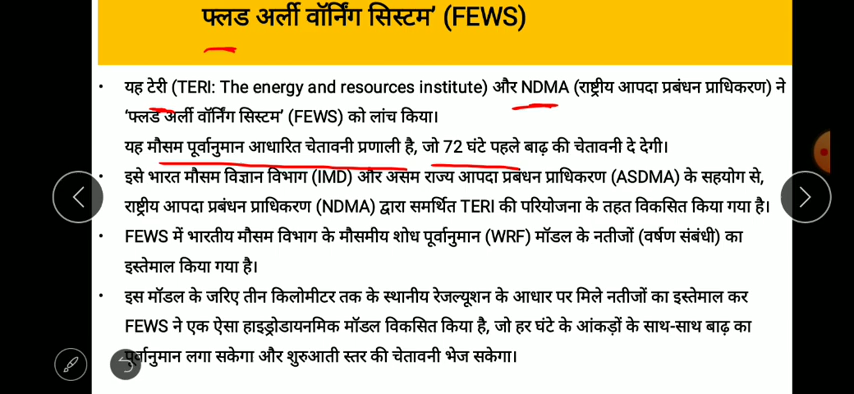 फ्लड अर्ली वॉर्निंग सिस्टम’ (FEWS)
• यह टेरी (TERI: The energy and resources institute) और NDMA (राष्ट्रीय आपदा प्रबंधन प्राधिकरण) ने
‘फ्लड अर्ली वॉर्निंग सिस्टम’ (FEWS) को लांच किया।
यह मौसम पूर्वानुमान आधारित चेतावनी प्रणाली है, जो 72 घंटे पहले बाढ़ की चेतावनी दे देगी।
• इसे भारत मौसम विज्ञान विभाग (IMD) और असम राज्य आपदा प्रबंधन प्राधिकरण (ASDMA) के सहयोग से,
राष्ट्रीय आपदा प्रबंधन प्राधिकरण (NDMA) द्वारा समर्थित TERI की परियोजना के तहत विकसित किया गया है।
• FEWS में भारतीय मौसम विभाग के मौसमीय शोध पूर्वानुमान (WRF) मॉडल के नतीजों (वर्षण संबंधी) का
इस्तेमाल किया गया है।
• इस मॉडल के जरिए तीन किलोमीटर तक के स्थानीय रेजल्यूशन के आधार पर मिले नतीजों का इस्तेमाल कर
FEWS ने एक ऐसा हाइड्रोडायनमिक मॉडल विकसित किया है, जो हर घंटे के आंकड़ों के साथ-साथ बाढ़ का
पूर्वानुमान लगा सकेगा और शुरुआती स्तर की चेतावनी भेज सकेगा।